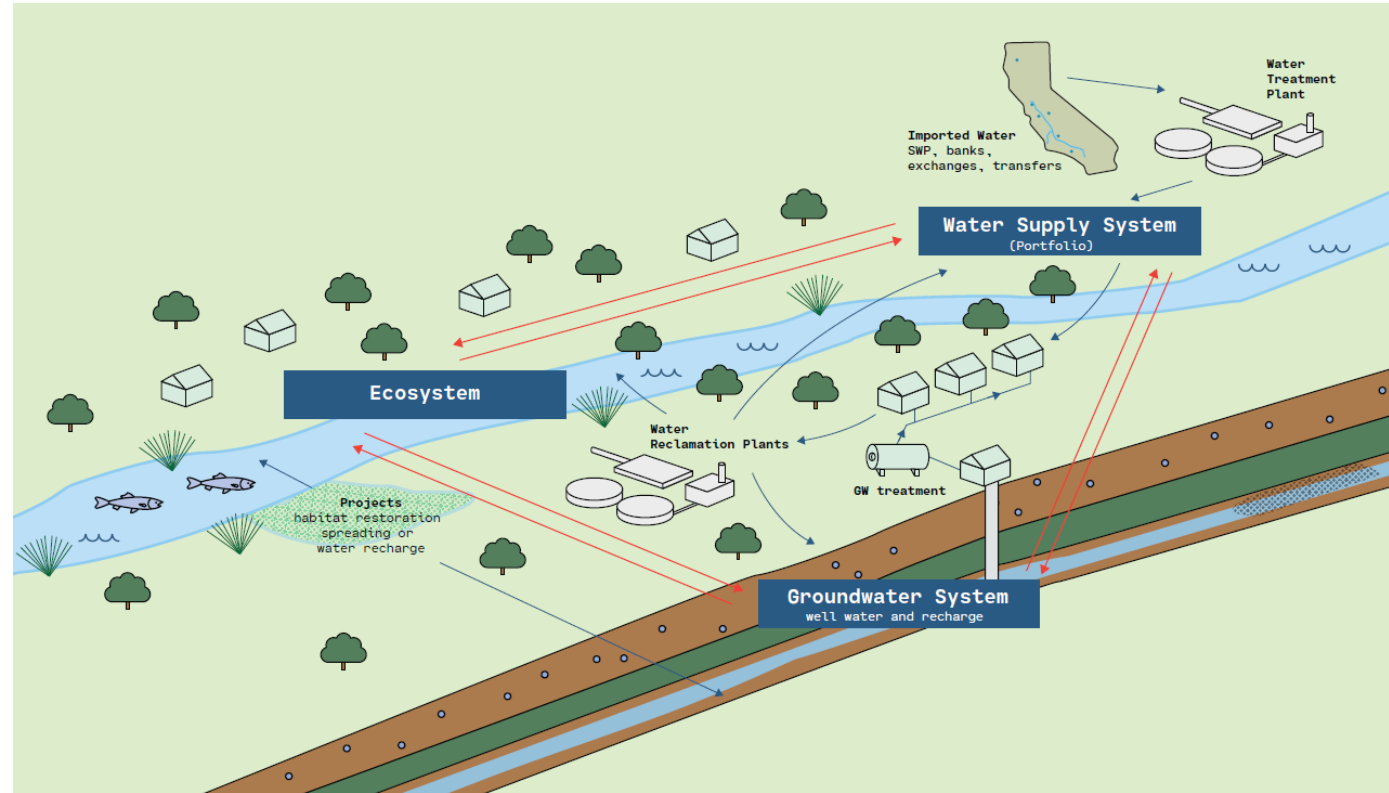 Water
Treatment
Plant
Imported Water
SWP, banks,
exchanges, transfers
Water Supply System
(Portfolio)
Ecosystem
Water
Reclamation Plants
GW treatment
Projects
habitat restoration
spreading or
water recharge
Groundwater System
well water and recharge